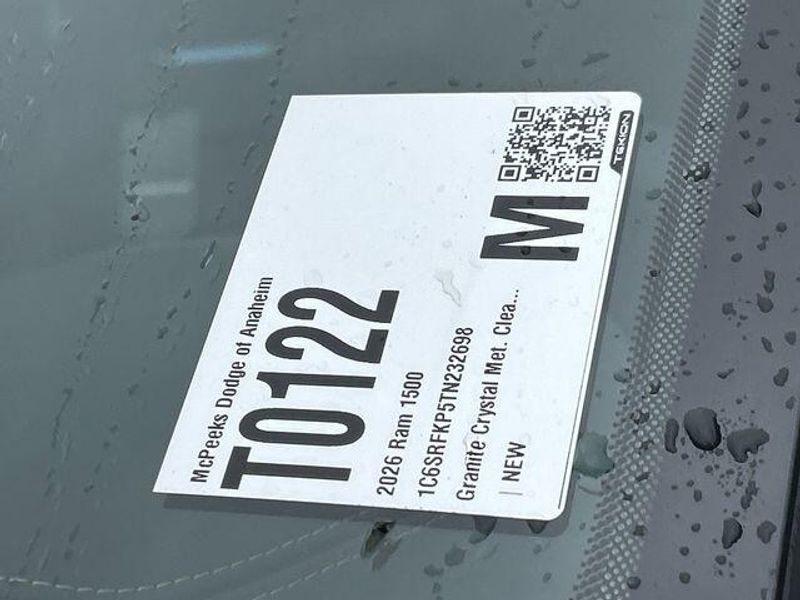 McPeeks Dodge of Anaheim
T0122
2026 Ram 1500
1C6SRFKP5TN232698
Granite Crystal Met. Clea...
| NEW
M
TEKION